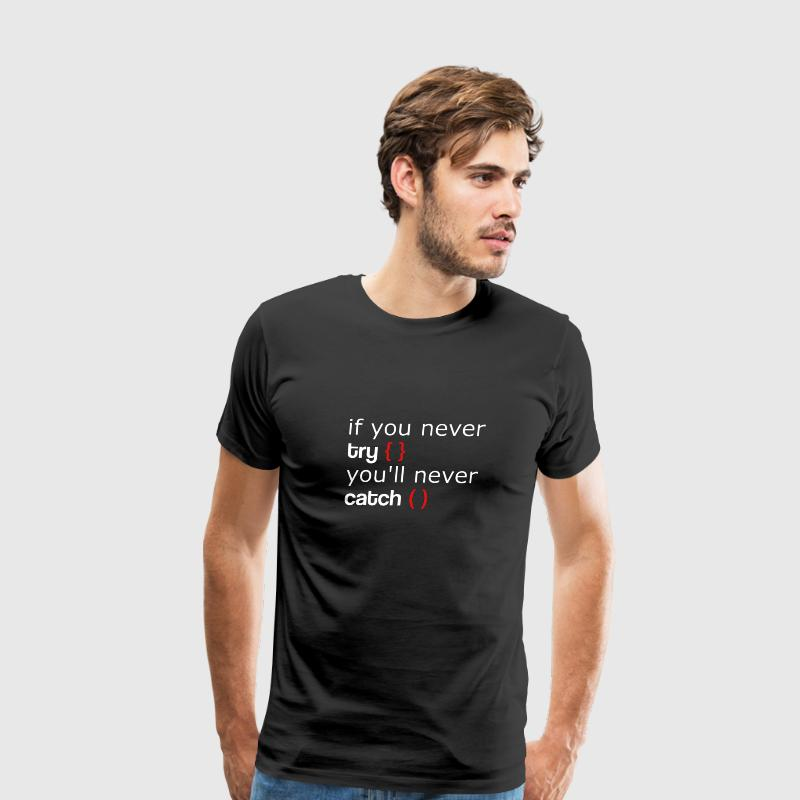 if you never
try { }
you'll never
catch ( )